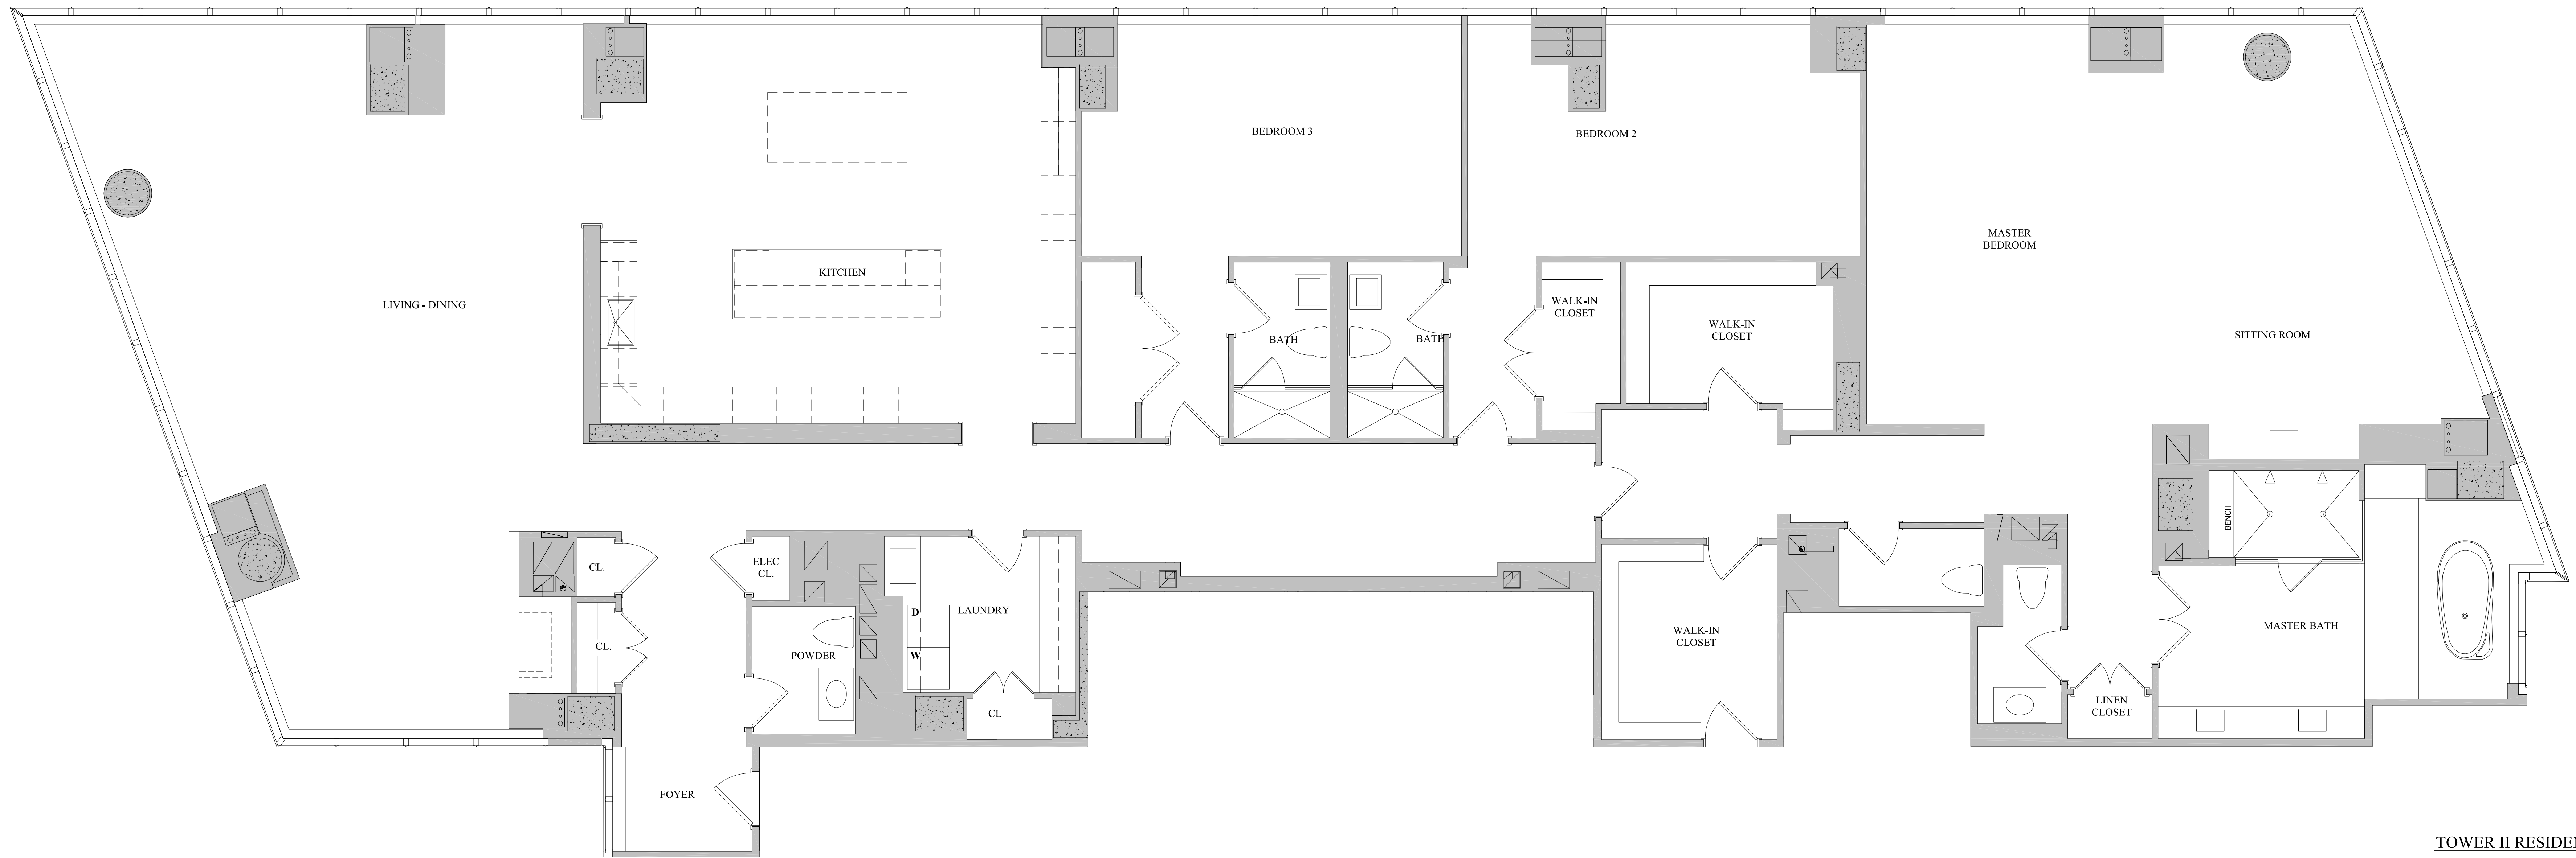 BEDROOM 3
BEDROOM 2
MASTER
BEDROOM
KITCHEN
LIVING - DINING
WALK-IN
CLOSET
WALK-IN
CLOSET
SITTING ROOM
BATH
BATH
BENCH
CL.
ELEC
CL.
D
LAUNDRY
CL.
W
POWDER
WALK-IN
CLOSET
MASTER BATH
LINEN
CLOSET
CL
FOYER